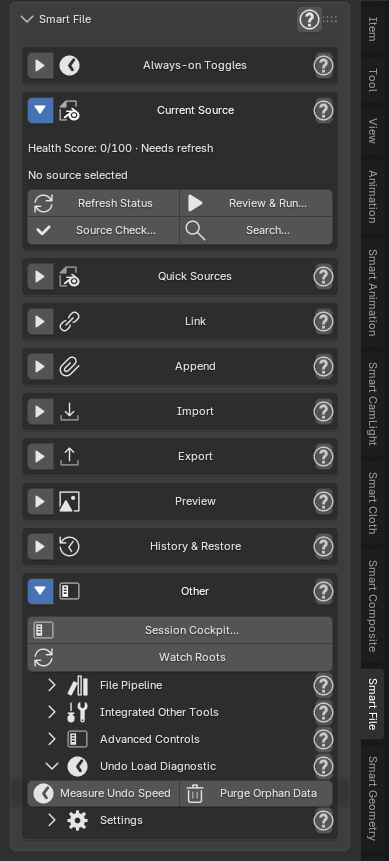 Smart File
Always-on Toggles
Current Source
Health Score: 0/100 · Needs refresh
No source selected
Refresh Status
Review & Run...
Source Check...
Search...
Quick Sources
Link
Append
Import
Export
Preview
History & Restore
Other
Session Cockpit...
Watch Roots
File Pipeline
Integrated Other Tools
Advanced Controls
Undo Load Diagnostic
Measure Undo Speed
Purge Orphan Data
Settings
Item
Tool
View
Animation
Smart Animation
Smart CamLight
Smart Cloth
Smart Composite
Smart File
Smart Geometry